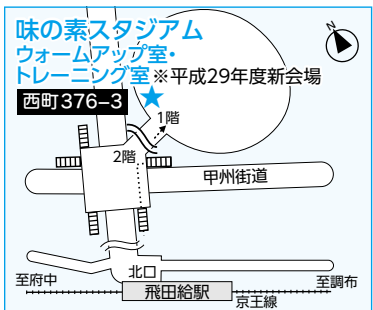 味の素スタジアム
ウォームアップ室・
トレーニング室※平成29年度新会場
西町376–3
N
1階
2階
甲州街道
北口
至府中
至調布
飛田給駅
京王線